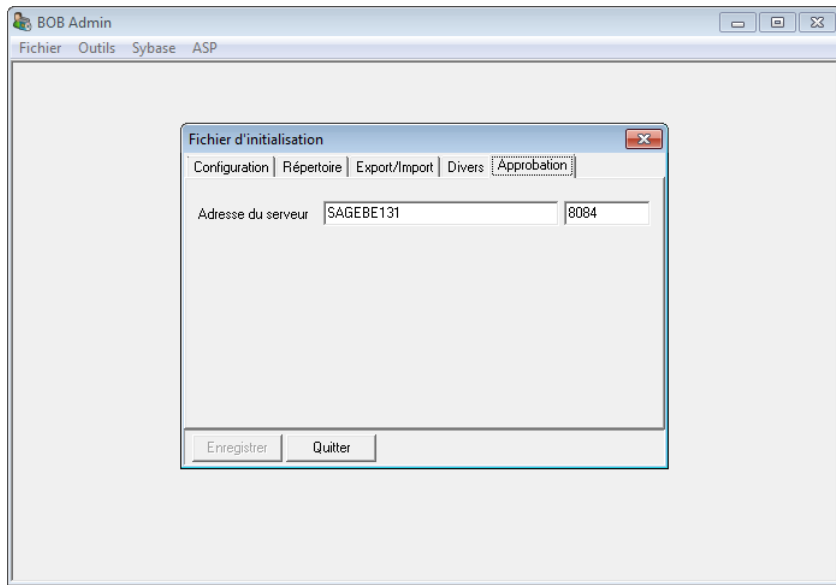 BOB Admin
Fichier Outils Sybase ASP
Fichier d'initialisation
Configuration Répertoire Export/Import Divers Approbation
Adresse du serveur SAGEBE131 8084
Enregistrer Quitter